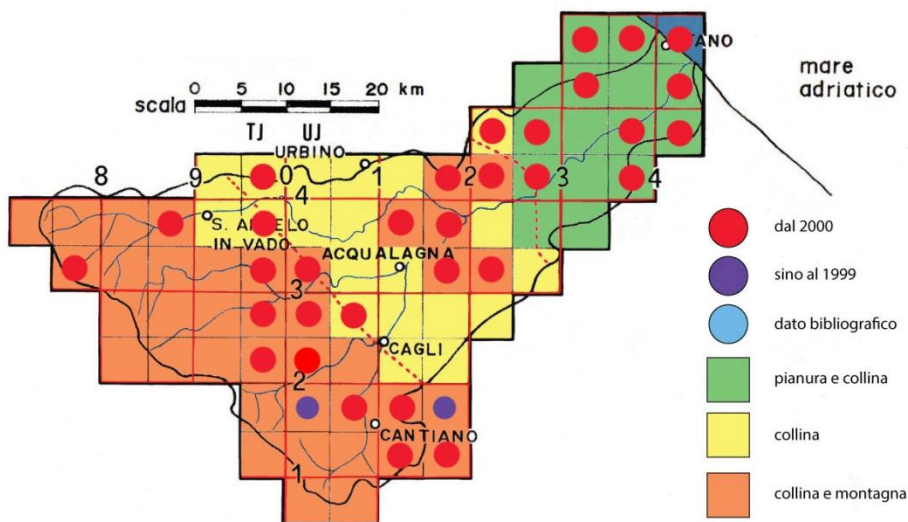 FANO
mare
adriatico
scala 0 5 10 15 20 km
TJ UJ
URBINO
8 9 0 1 2 3 4
4
S. ANGELO
IN VADO
ACQUALAGNA
3
CAGLI
2
CANTIANO
1
dal 2000
sino al 1999
dato bibliografico
pianura e collina
collina
collina e montagna